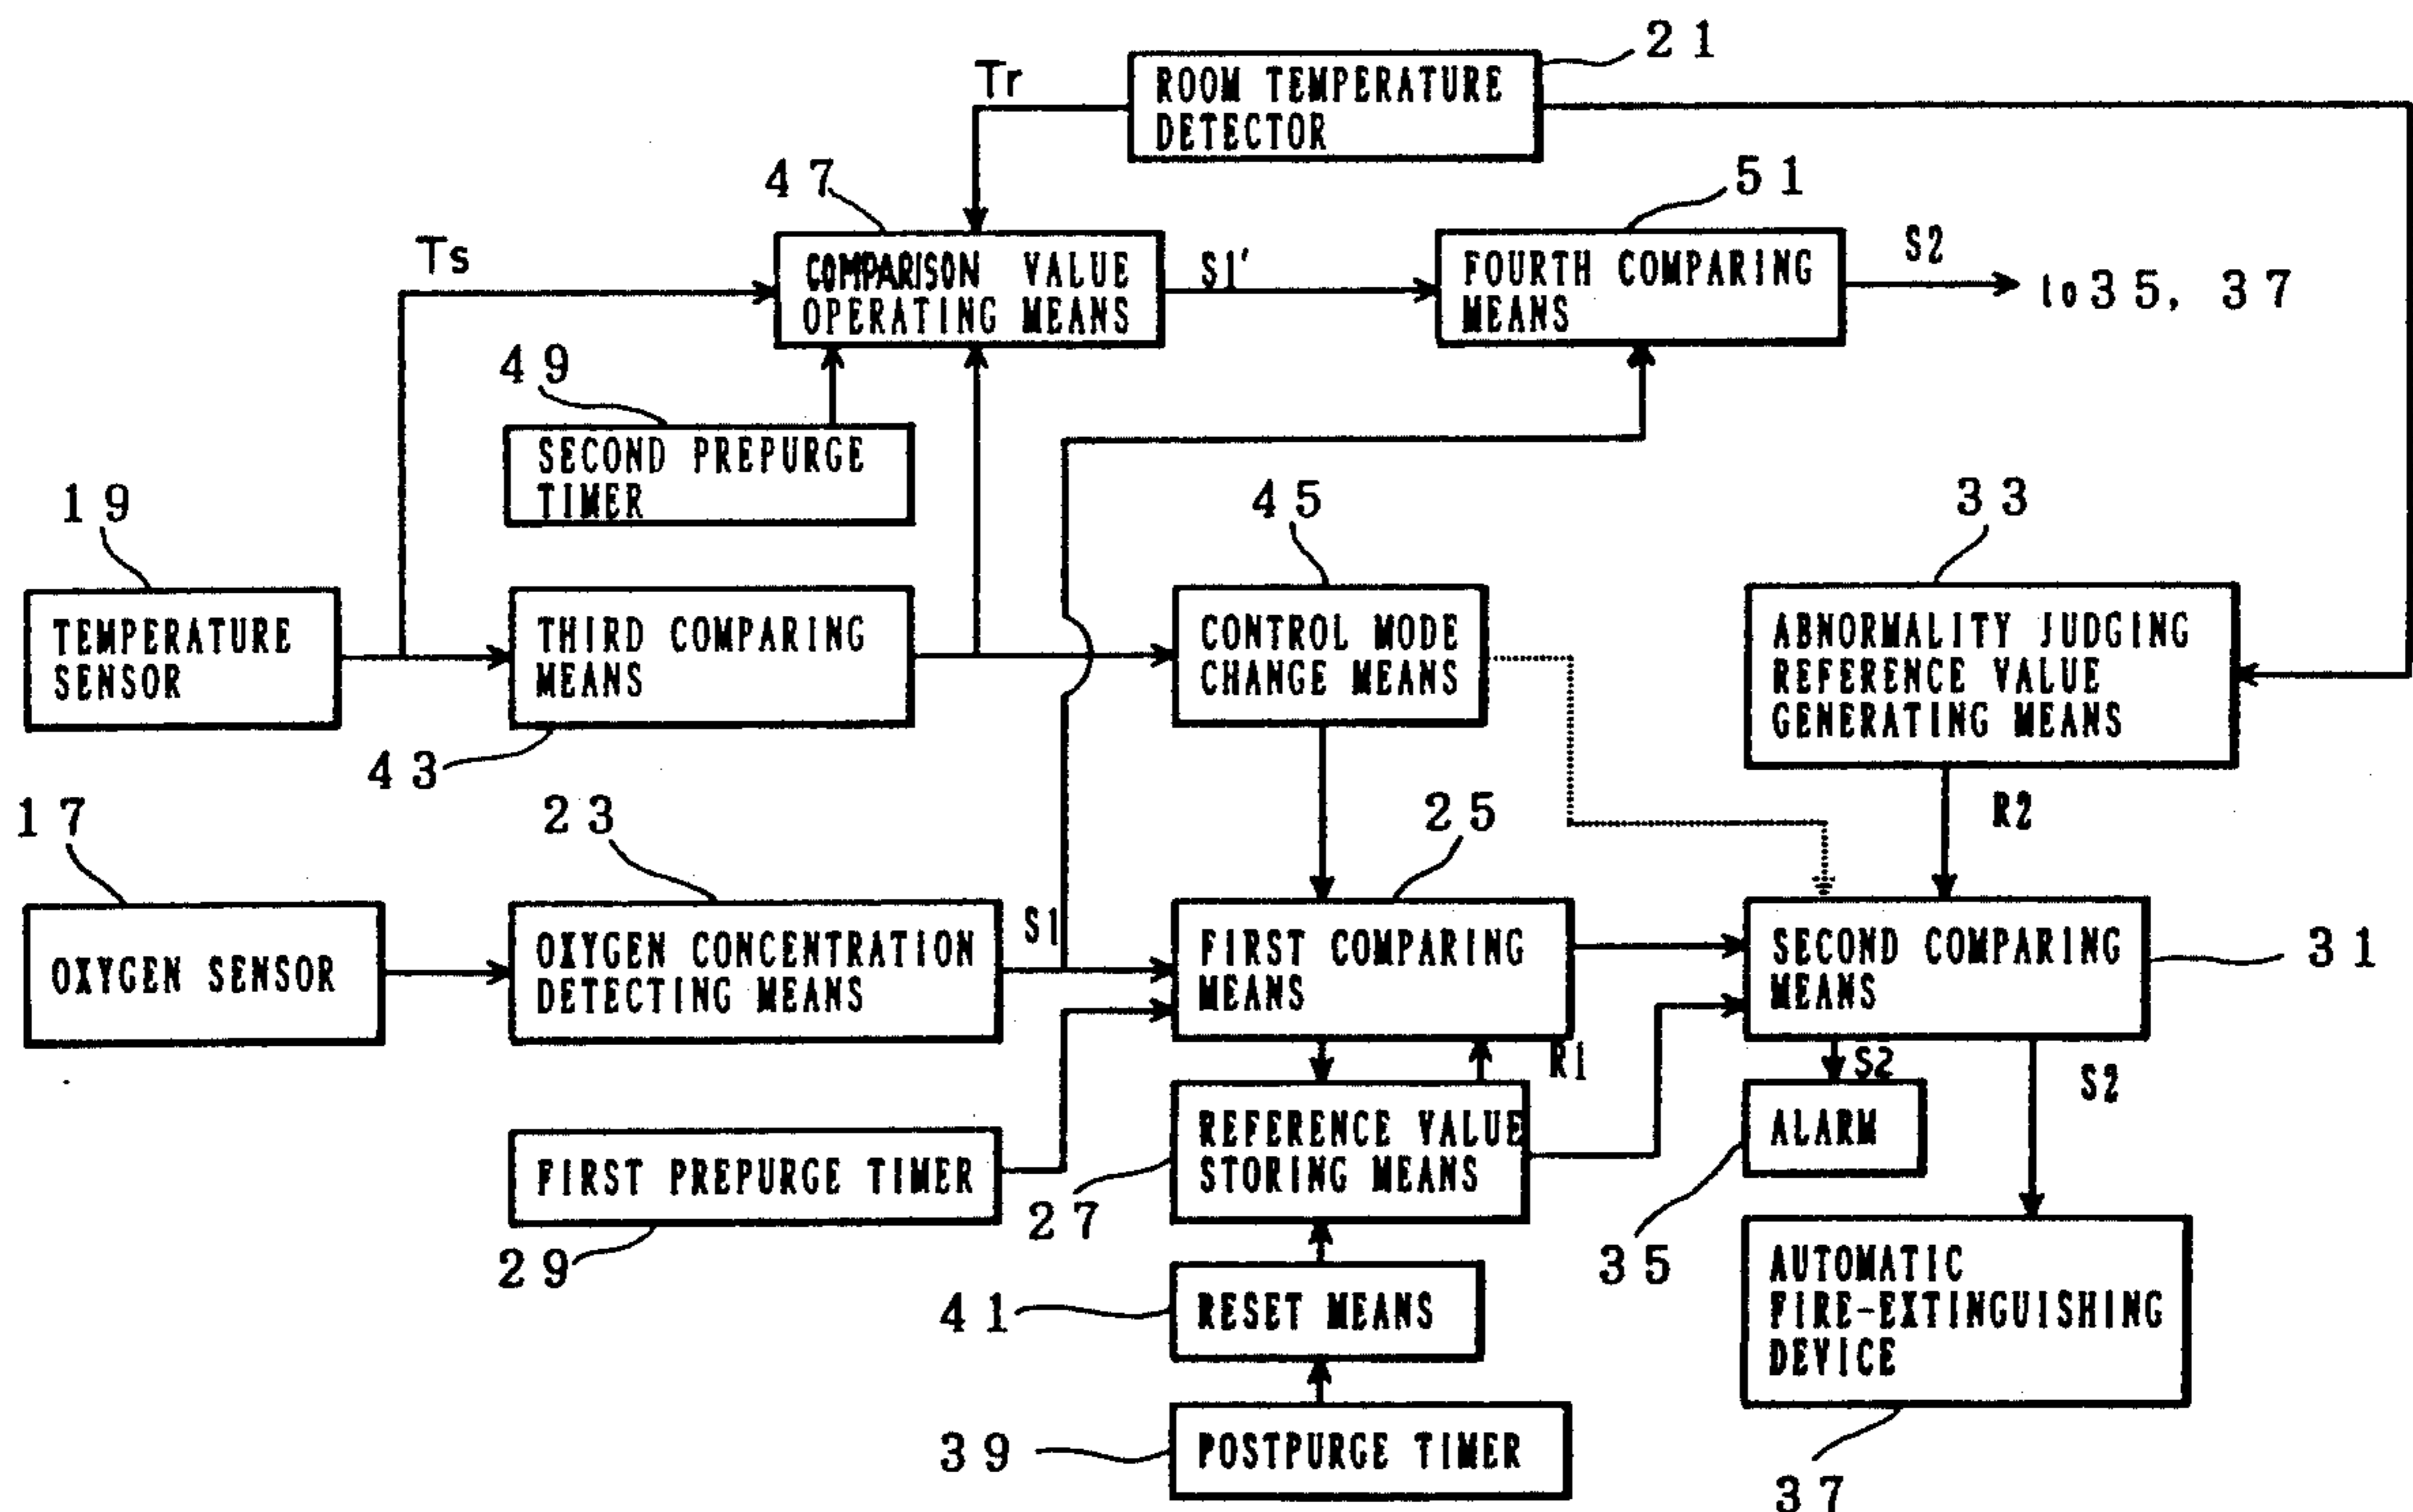 21
Tr
ROOM TEMPERATURE
DETECTOR
47
51
Ts
COMPARISON VALUE
OPERATING MEANS
S1'
FOURTH COMPARING
MEANS
S2
to 35, 37
49
SECOND PREPURGE
TIMER
19
45
33
TEMPERATURE
SENSOR
THIRD COMPARING
MEANS
CONTROL MODE
CHANGE MEANS
ABNORMALITY JUDGING
REFERENCE VALUE
GENERATING MEANS
43
17
23
25
R2
OXYGEN SENSOR
OXYGEN CONCENTRATION
DETECTING MEANS
S1
FIRST COMPARING
MEANS
SECOND COMPARING
MEANS
31
R1
S2
S2
FIRST PREPURGE TIMER
REFERENCE VALUE
STORING MEANS
ALARM
29
27
35
41
RESET MEANS
AUTOMATIC
FIRE-EXTINGUISHING
DEVICE
39
POSTPURGE TIMER
37